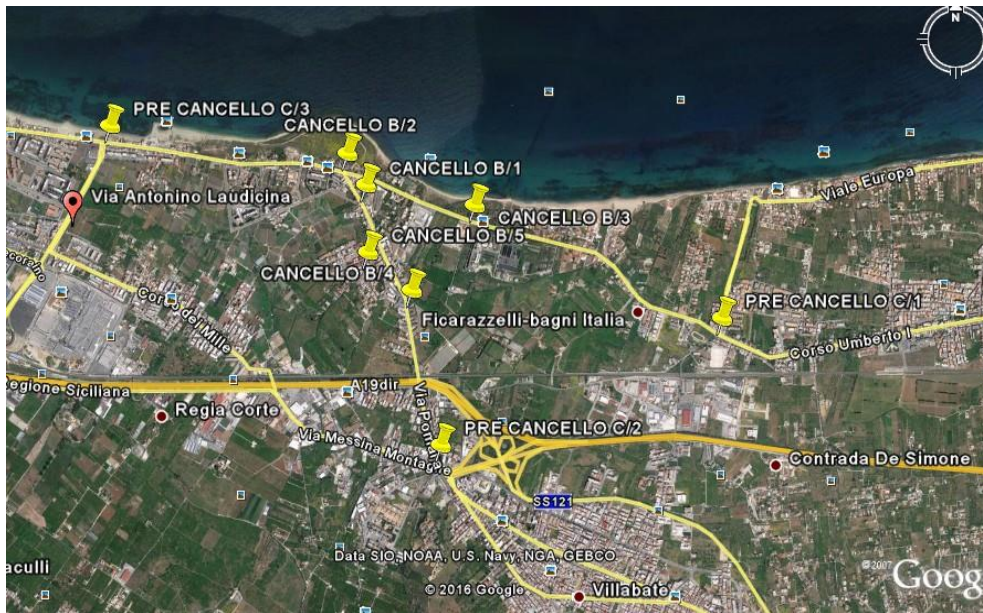 N
PRE CANCELLO C/3
CANCELLO B/2
CANCELLO B/1
Viale Europa
Via Antonino Laudicina
CANCELLO B/3
CANCELLO B/5
CANCELLO B/4
Corso dei Mille
Ficarazzelli-bagni Italia
PRE CANCELLO C/1
Corso Umberto I
Regione Siciliana
A19dir
Regia Corte
Via Messina Montagne
PRE CANCELLO C/2
Contrada De Simone
SS121
Data SIO, NOAA, U.S. Navy, NGA, GEBCO
aculli
© 2016 Google
Villabate
©2007
Goog